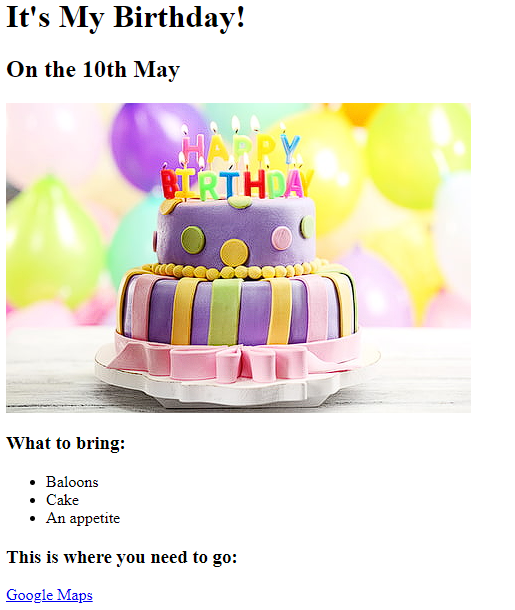 It's My Birthday!
On the 10th May
HAPPY
BIRTHDAY
What to bring:
Baloons
Cake
An appetite
This is where you need to go:
Google Maps